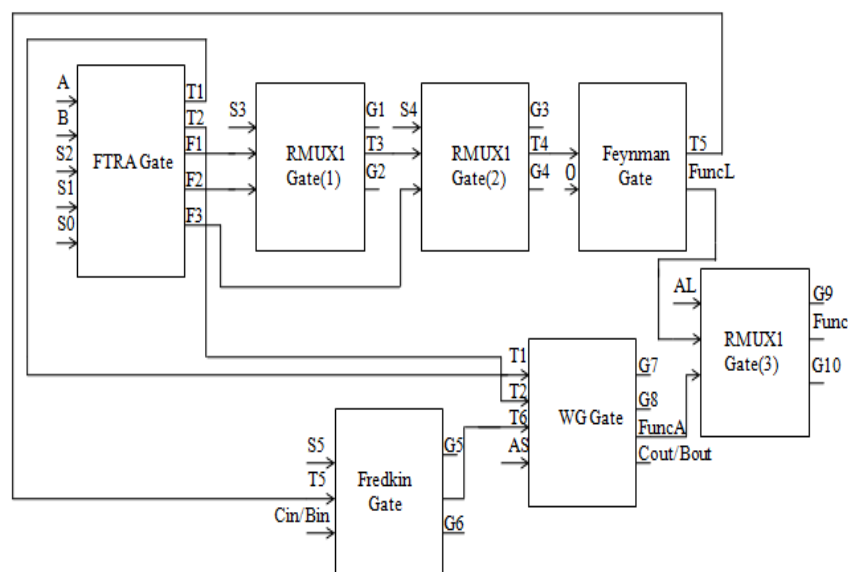 A
B
S2
S1
S0
FTRA Gate
T1
T2
F1
F2
F3
S3
RMUX1
Gate(1)
G1
T3
G2
S4
RMUX1
Gate(2)
G3
T4
G4
0
Feynman
Gate
T5
FuncL
AL
RMUX1
Gate(3)
G9
Func
G10
T1
T2
T6
AS
WG Gate
G7
G8
FuncA
Cout/Bout
S5
T5
Cin/Bin
Fredkin
Gate
G5
G6